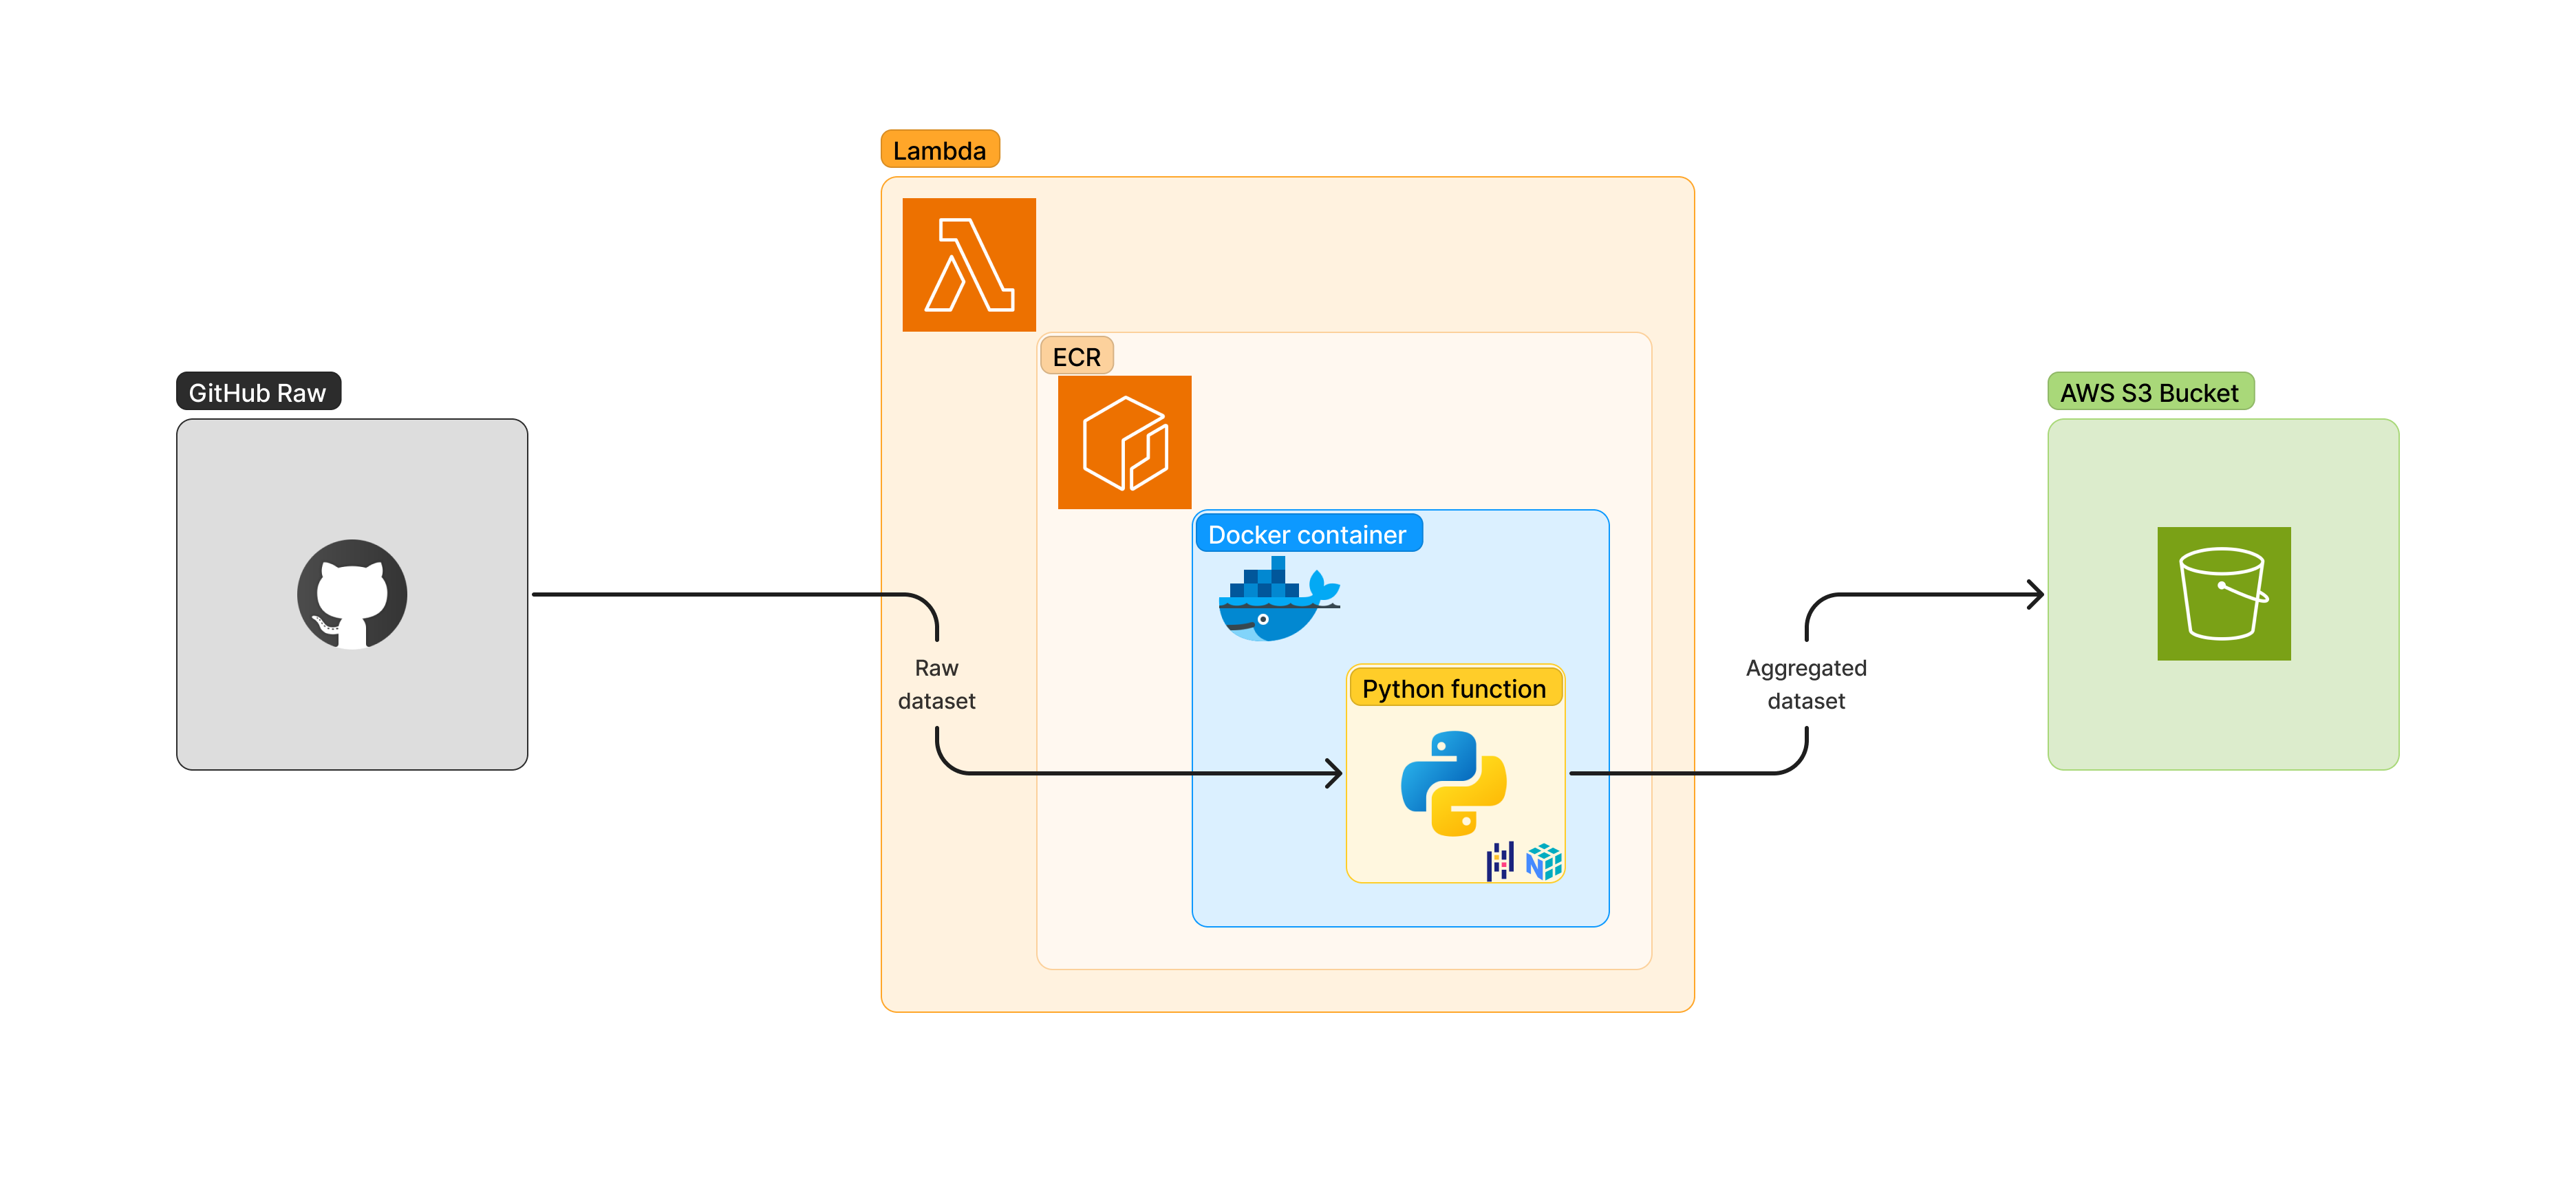 Lambda
ECR
GitHub Raw
AWS S3 Bucket
Docker container
Raw
dataset
Aggregated
dataset
Python function